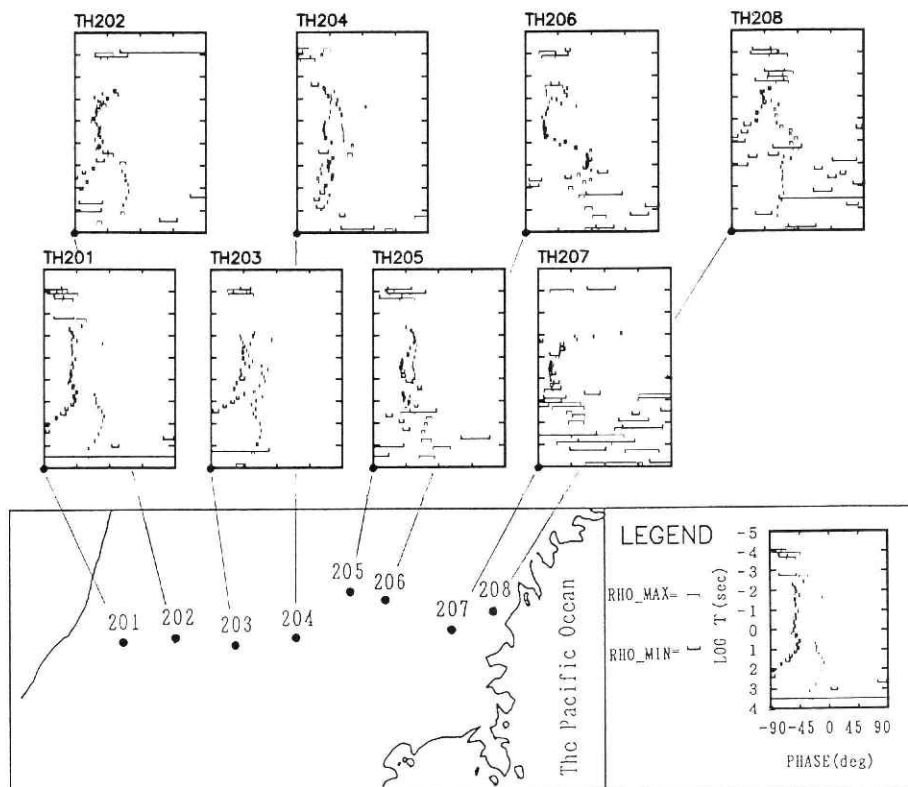 TH202
TH204
TH206
TH208
TH201
TH203
TH205
TH207
201
202
203
204
205
206
207
208
The Pacific Ocean
LEGEND
RHO_MAX=
RHO_MIN=
LOG T(sec)
-5
-4
-3
-2
-1
0
1
2
3
4
-90-45 0 45 90
PHASE(deg)